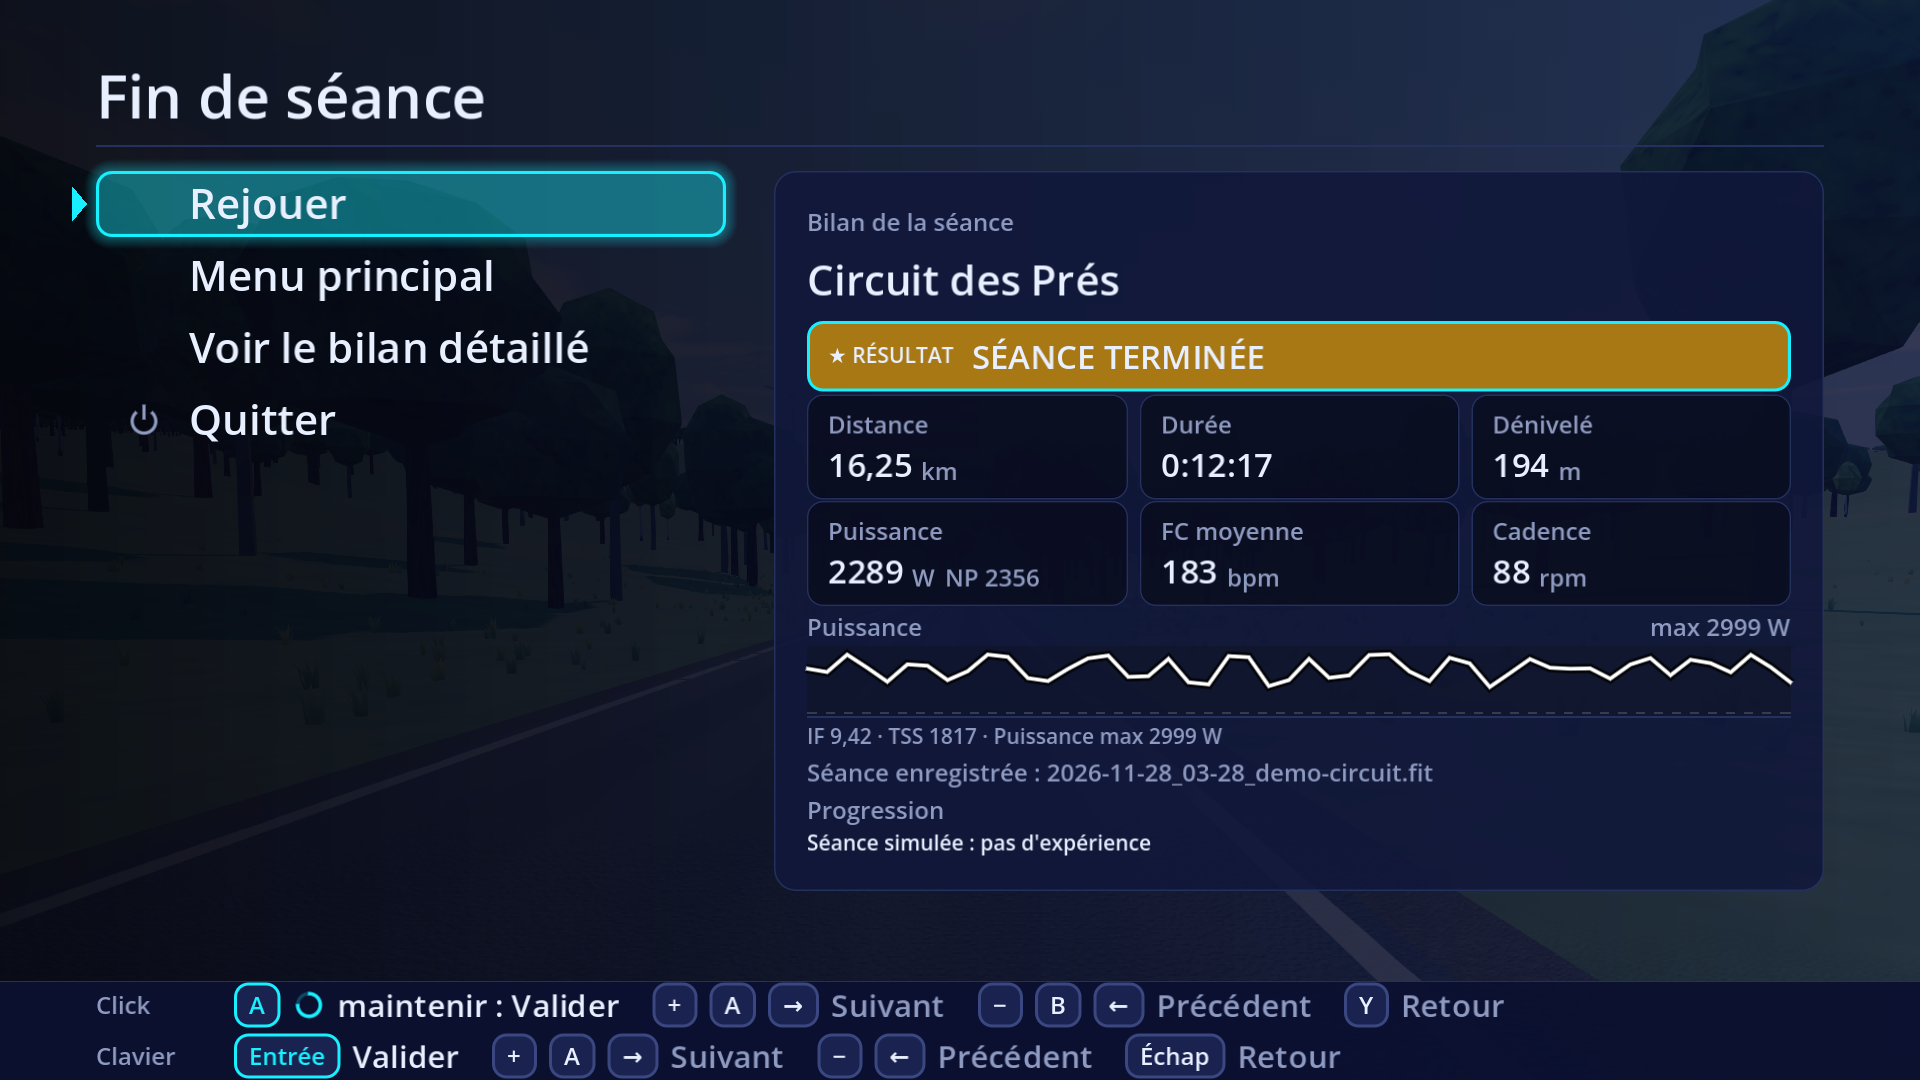 Fin de séance
Rejouer
Menu principal
Voir le bilan détaillé
Quitter
Bilan de la séance
Circuit des Prés
★ RÉSULTAT SÉANCE TERMINÉE
Distance Durée Dénivelé
16,25 km 0:12:17 194 m
Puissance FC moyenne Cadence
2289 W NP 2356 183 bpm 88 rpm
Puissance max 2999 W
IF 9,42 · TSS 1817 · Puissance max 2999 W
Séance enregistrée : 2026-11-28_03-28_demo-circuit.fit
Progression
Séance simulée : pas d'expérience
Click A maintenir : Valider + A → Suivant − B ← Précédent Y Retour
Clavier Entrée Valider + A → Suivant − ← Précédent Échap Retour